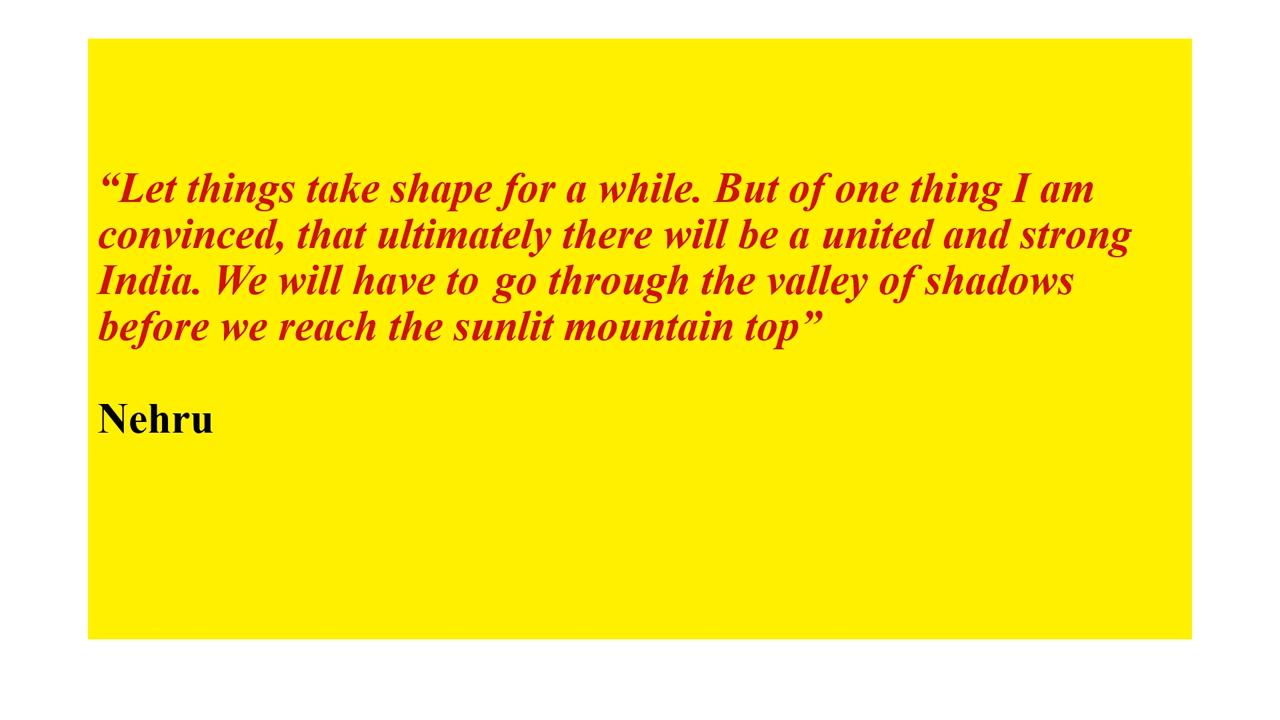 “Let things take shape for a while. But of one thing I am
convinced, that ultimately there will be a united and strong
India. We will have to go through the valley of shadows
before we reach the sunlit mountain top”
Nehru